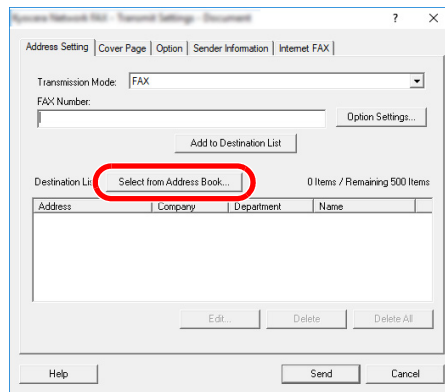 Kyocera Network FAX - Transmit Settings - Document
? X
Address Setting Cover Page Option Sender Information Internet FAX
Transmission Mode: FAX
FAX Number:
Option Settings...
Add to Destination List
Destination Lis Select from Address Book... 0 Items / Remaining 500 Items
Address Company Department Name
Edit... Delete Delete All
Help Send Cancel